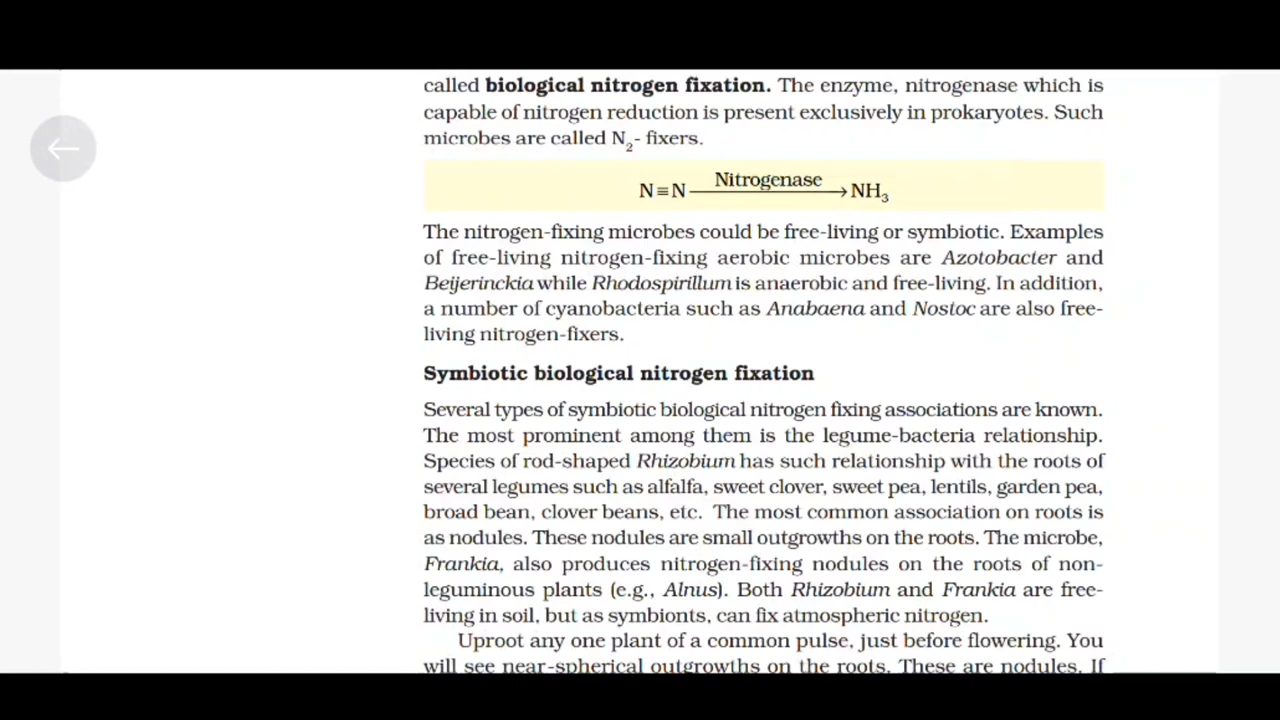 called biological nitrogen fixation. The enzyme, nitrogenase which is
capable of nitrogen reduction is present exclusively in prokaryotes. Such
microbes are called N₂- fixers.
N≡N Nitrogenase→NH₃
The nitrogen-fixing microbes could be free-living or symbiotic. Examples
of free-living nitrogen-fixing aerobic microbes are Azotobacter and
Beijerinckia while Rhodospirillum is anaerobic and free-living. In addition,
a number of cyanobacteria such as Anabaena and Nostoc are also free-
living nitrogen-fixers.
Symbiotic biological nitrogen fixation
Several types of symbiotic biological nitrogen fixing associations are known.
The most prominent among them is the legume-bacteria relationship.
Species of rod-shaped Rhizobium has such relationship with the roots of
several legumes such as alfalfa, sweet clover, sweet pea, lentils, garden pea,
broad bean, clover beans, etc. The most common association on roots is
as nodules. These nodules are small outgrowths on the roots. The microbe,
Frankia, also produces nitrogen-fixing nodules on the roots of non-
leguminous plants (e.g., Alnus). Both Rhizobium and Frankia are free-
living in soil, but as symbionts, can fix atmospheric nitrogen.
Uproot any one plant of a common pulse, just before flowering. You
will see near-spherical outgrowths on the roots. These are nodules. If